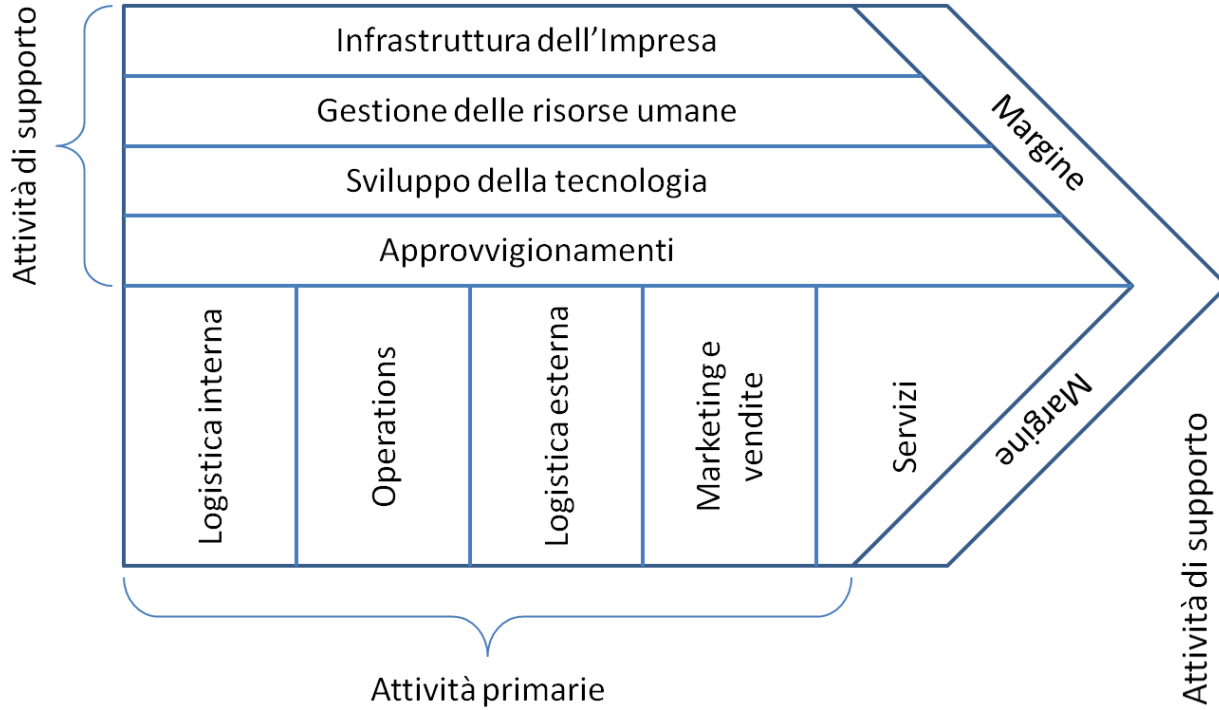 Attività di supporto
Infrastruttura dell'Impresa
Gestione delle risorse umane
Sviluppo della tecnologia
Approvvigionamenti
Margine
Logistica interna
Operations
Logistica esterna
Marketing e
vendite
Servizi
Margine
Attività di supporto
Attività primarie